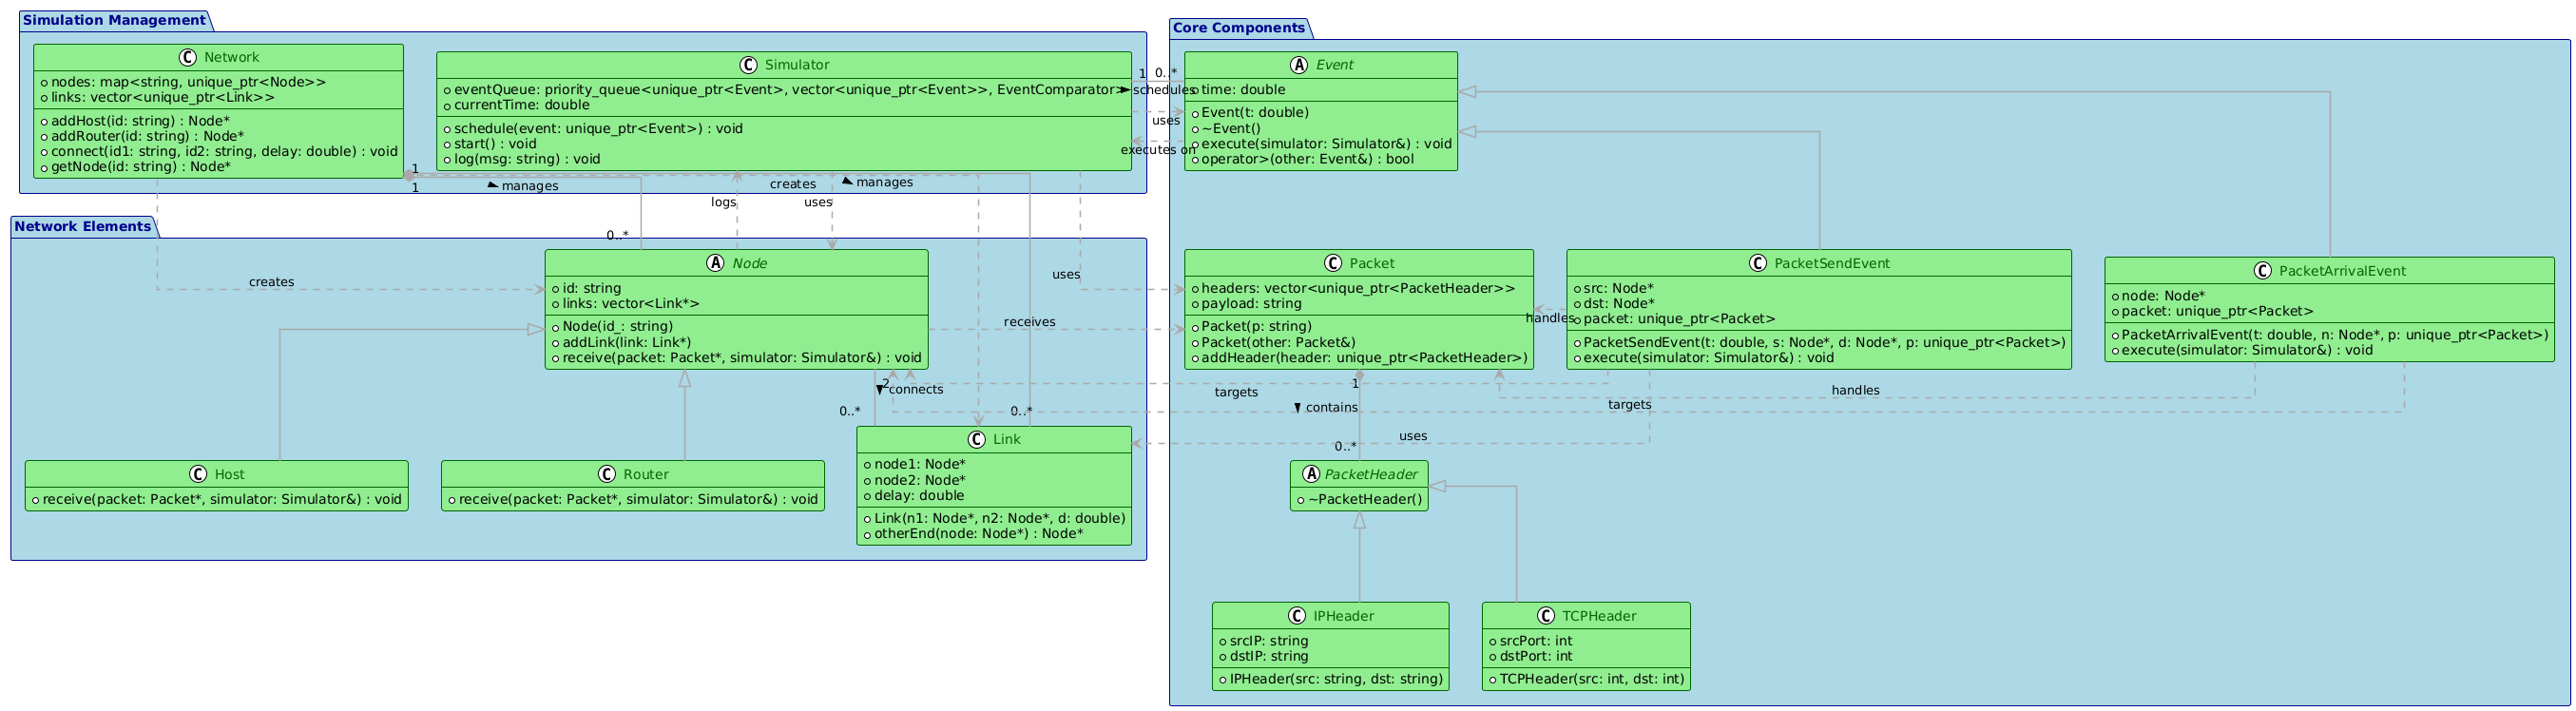 Simulation Management
C Network
nodes: map<string, unique_ptr<Node>>
links: vector<unique_ptr<Link>>
addHost(id: string) : Node*
addRouter(id: string) : Node*
connect(id1: string, id2: string, delay: double) : void
getNode(id: string) : Node*
C Simulator
eventQueue: priority_queue<unique_ptr<Event>, vector<unique_ptr<Event>>, EventComparator>
currentTime: double
schedule(event: unique_ptr<Event>) : void
start() : void
log(msg: string) : void
1
0..*
schedules
uses
executes on
Core Components
A Event
time: double
Event(t: double)
~Event()
execute(simulator: Simulator&) : void
operator>(other: Event&) : bool
1
1
manages
creates
manages
logs
uses
0..*
uses
creates
receives
Network Elements
A Node
id: string
links: vector<Link*>
Node(id_: string)
addLink(link: Link*)
receive(packet: Packet*, simulator: Simulator&) : void
C Packet
headers: vector<unique_ptr<PacketHeader>>
payload: string
Packet(p: string)
Packet(other: Packet&)
addHeader(header: unique_ptr<PacketHeader>)
handles
C PacketSendEvent
src: Node*
dst: Node*
packet: unique_ptr<Packet>
PacketSendEvent(t: double, s: Node*, d: Node*, p: unique_ptr<Packet>)
execute(simulator: Simulator&) : void
C PacketArrivalEvent
node: Node*
packet: unique_ptr<Packet>
PacketArrivalEvent(t: double, n: Node*, p: unique_ptr<Packet>)
execute(simulator: Simulator&) : void
2
connects
0..*
0..*
targets
1
contains
0..*
handles
targets
uses
C Host
receive(packet: Packet*, simulator: Simulator&) : void
C Router
receive(packet: Packet*, simulator: Simulator&) : void
C Link
node1: Node*
node2: Node*
delay: double
Link(n1: Node*, n2: Node*, d: double)
otherEnd(node: Node*) : Node*
A PacketHeader
~PacketHeader()
C IPHeader
srcIP: string
dstIP: string
IPHeader(src: string, dst: string)
C TCPHeader
srcPort: int
dstPort: int
TCPHeader(src: int, dst: int)